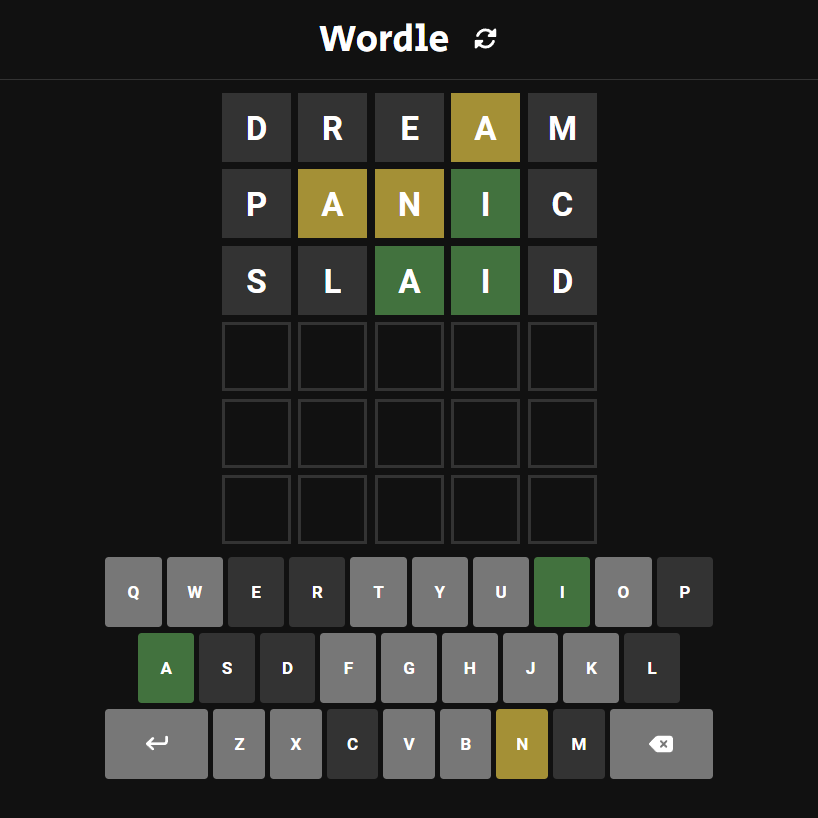 Wordle
D R E A M
P A N I C
S L A I D
Q W E R T Y U I O P
A S D F G H J K L
Z X C V B N M